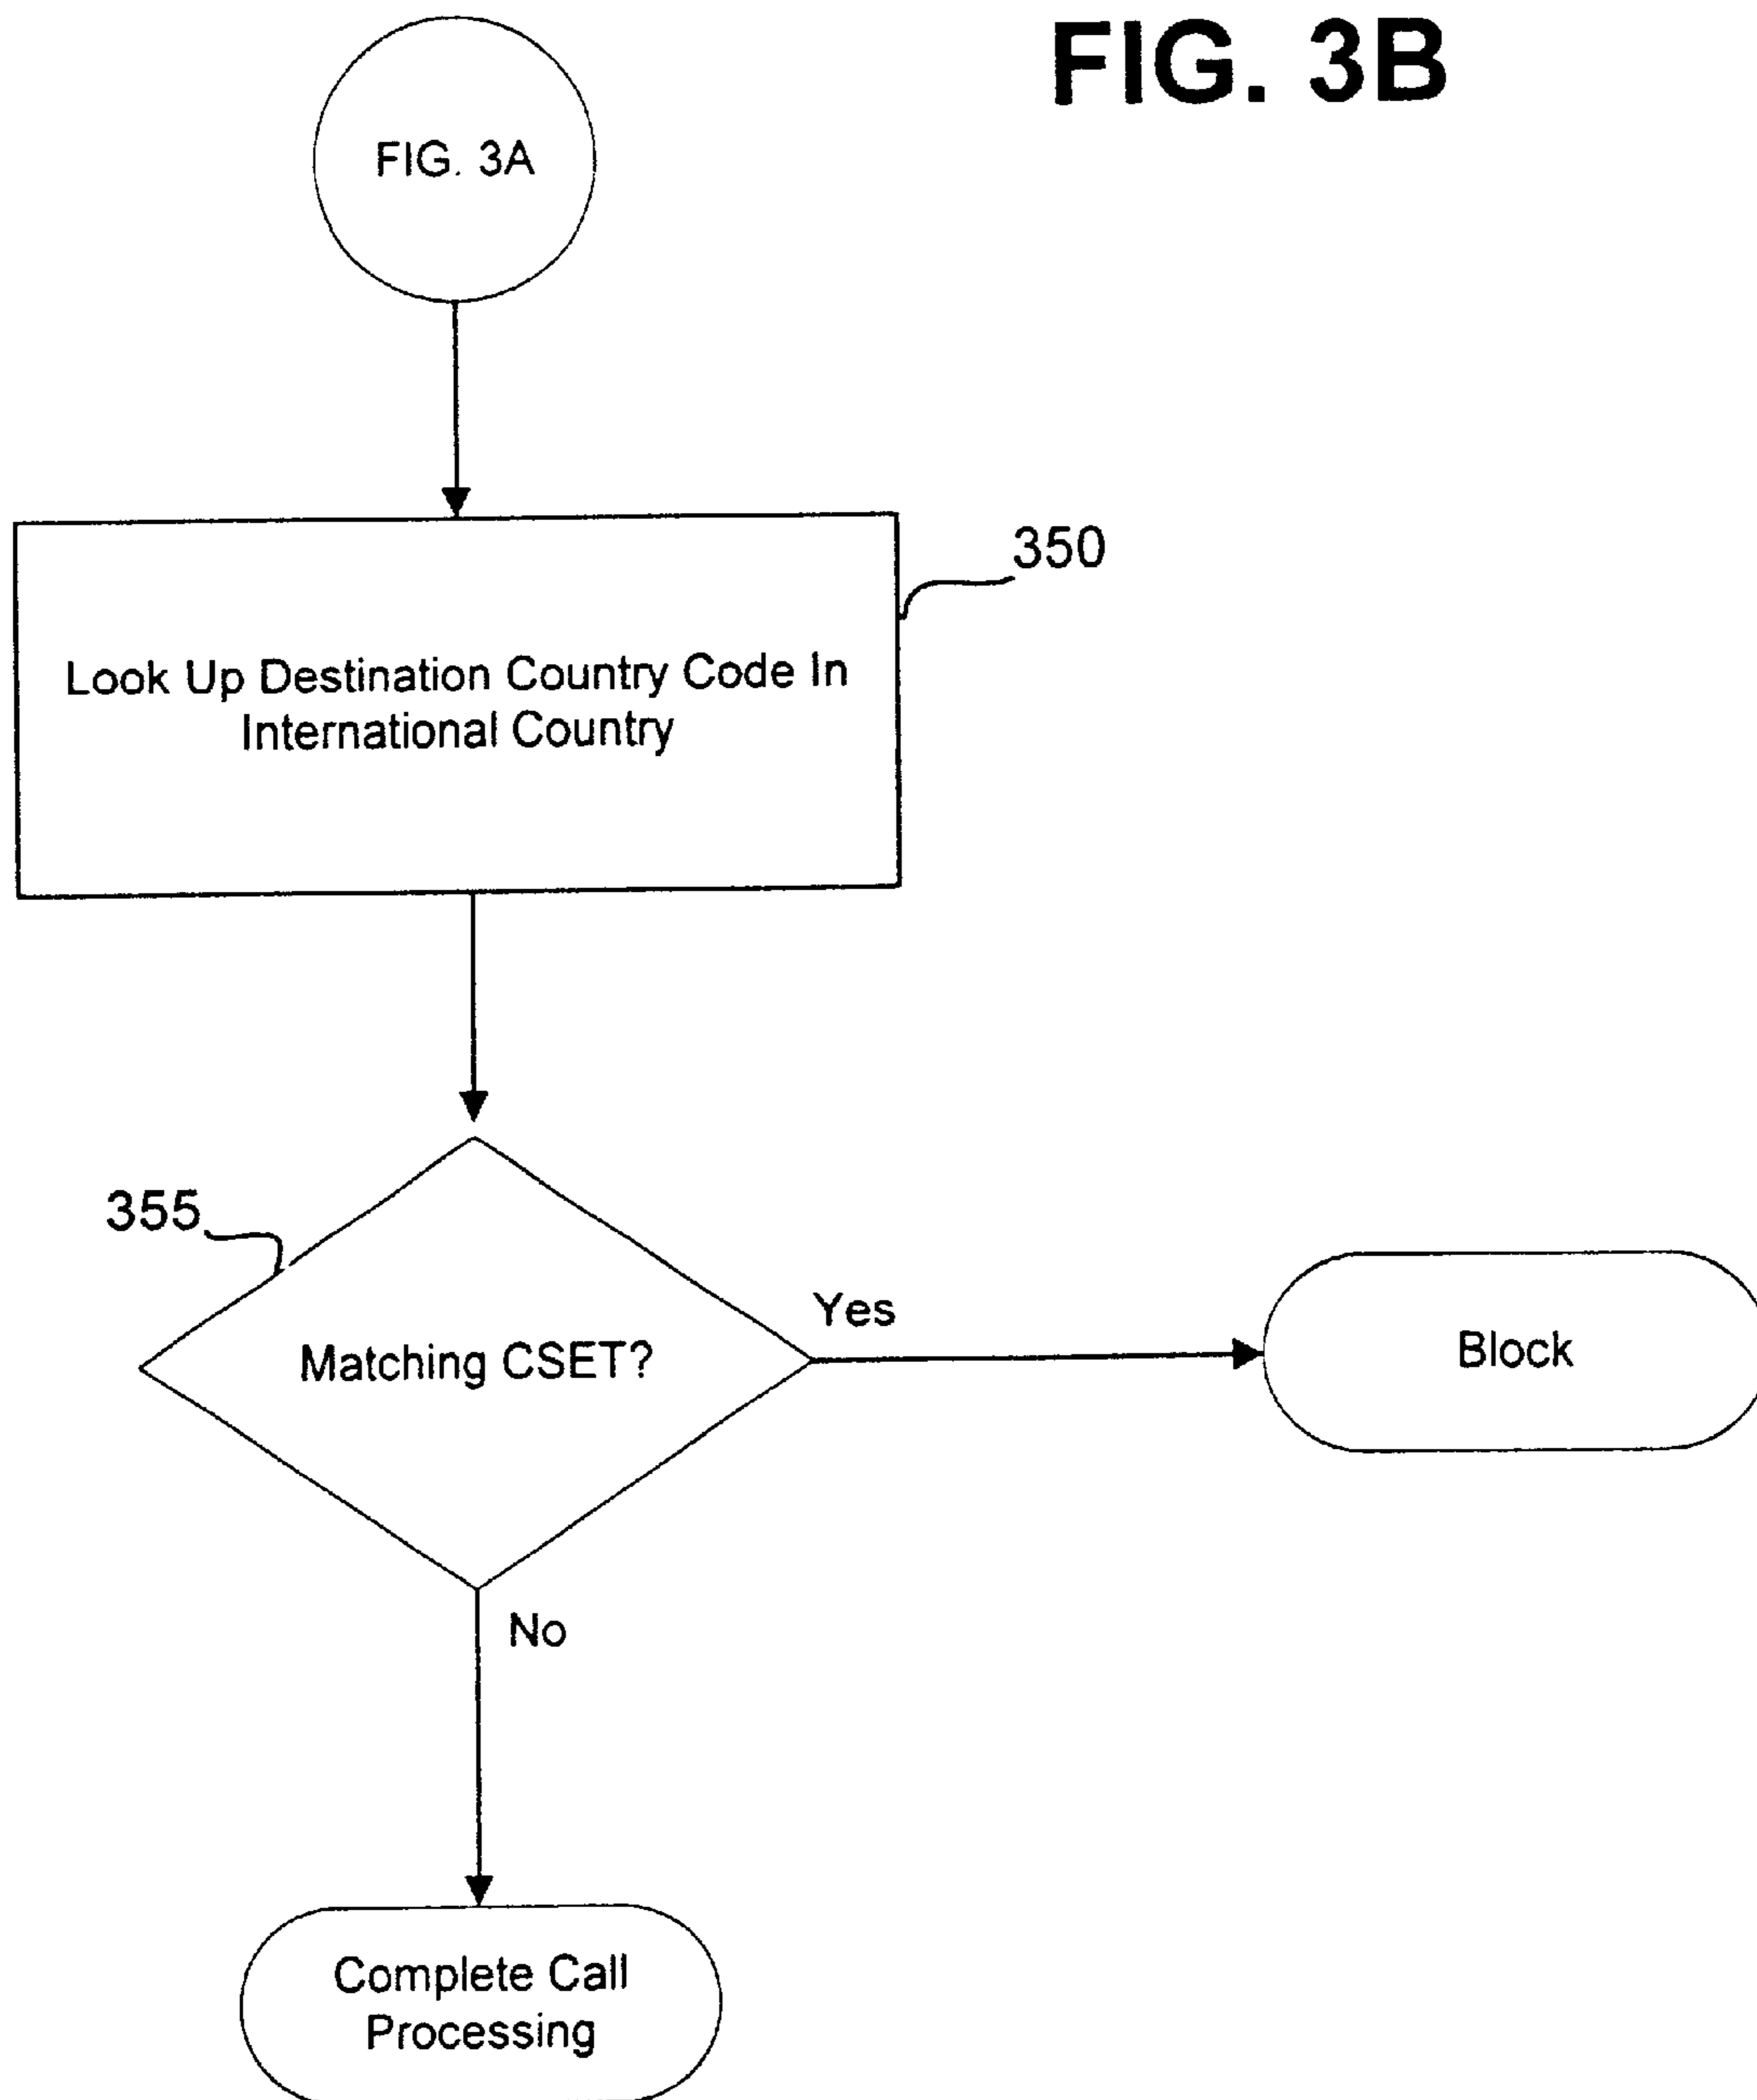 FIG. 3B
FIG. 3A
350
Look Up Destination Country Code In
International Country
355
Matching CSET?
Yes
Block
No
Complete Call
Processing